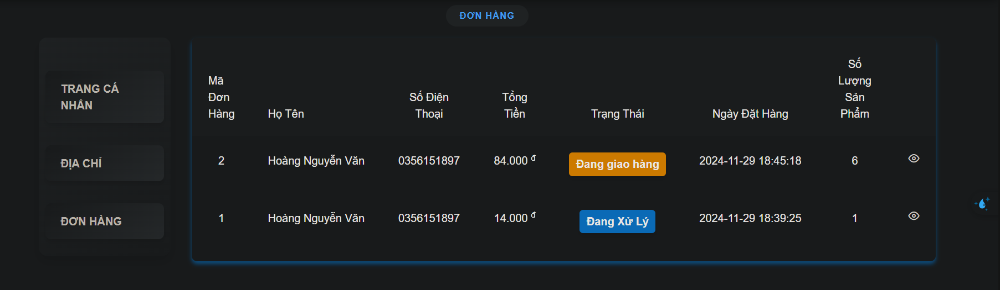 ĐƠN HÀNG
TRANG CÁ
NHÂN
ĐỊA CHỈ
ĐƠN HÀNG
Mã
Đơn
Hàng
Họ Tên
Số Điện
Thoại
Tổng
Tiền
Trạng Thái
Ngày Đặt Hàng
Số
Lượng
Sản
Phẩm
2 Hoàng Nguyễn Văn 0356151897 84.000 đ Đang giao hàng 2024-11-29 18:45:18 6
1 Hoàng Nguyễn Văn 0356151897 14.000 đ Đang Xử Lý 2024-11-29 18:39:25 1